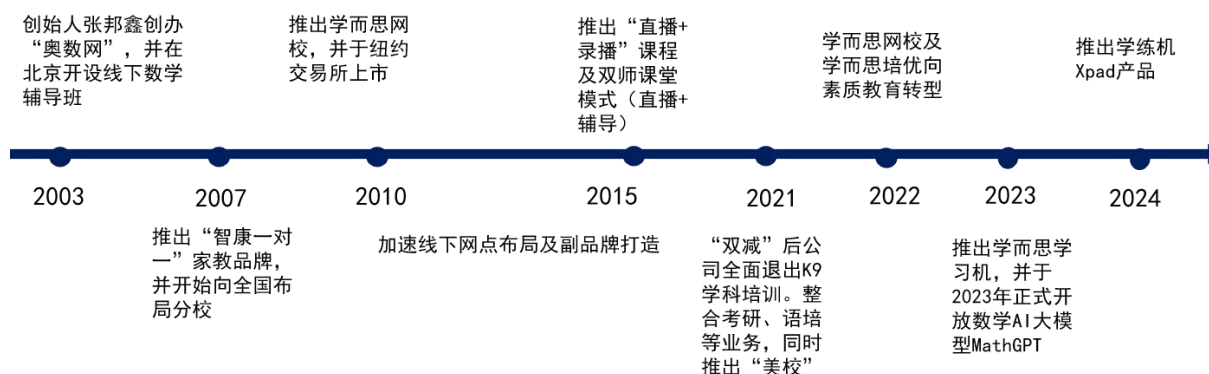 创始人张邦鑫创办
“奥数网”，并在
北京开设线下数学
辅导班
推出学而思网
校，并于纽约
交易所上市
推出“直播+
录播”课程
及双师课堂
模式（直播+
辅导）
学而思网校及
学而思培优向
素质教育转型
推出学练机
Xpad产品
2003
2007
2010
2015
2021
2022
2023
2024
推出“智康一对
一”家教品牌，
并开始向全国布
局分校
加速线下网点布局及副品牌打造
“双减”后公
司全面退出K9
学科培训。整
合考研、语培
等业务，同时
推出“美校”
推出学而思学
习机，并于
2023年正式开
放数学AI大模
型MathGPT